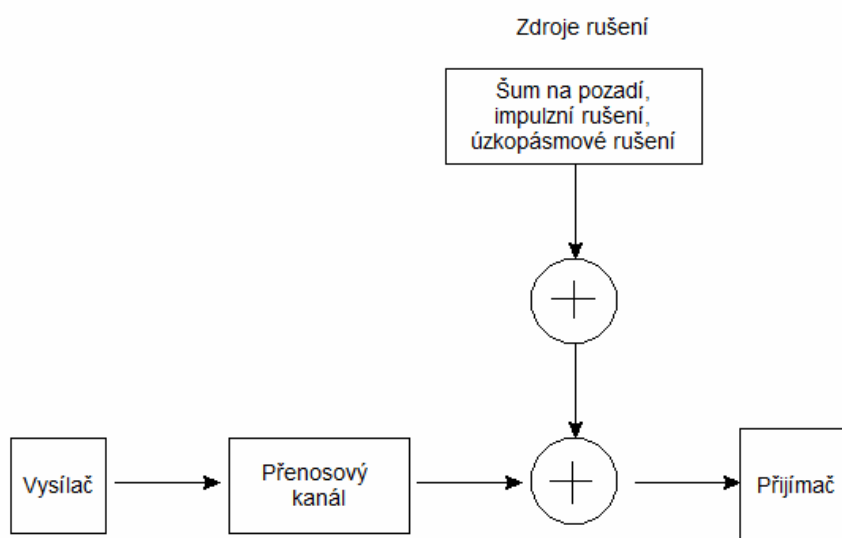 Zdroje rušení
Šum na pozadí,
impulzní rušení,
úzkopásmové rušení
Vysílač
Přenosový
kanál
Přijímač